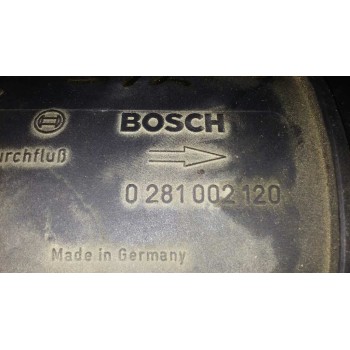 BOSCH
urchfluß
0 281 002 120
Made in Germany